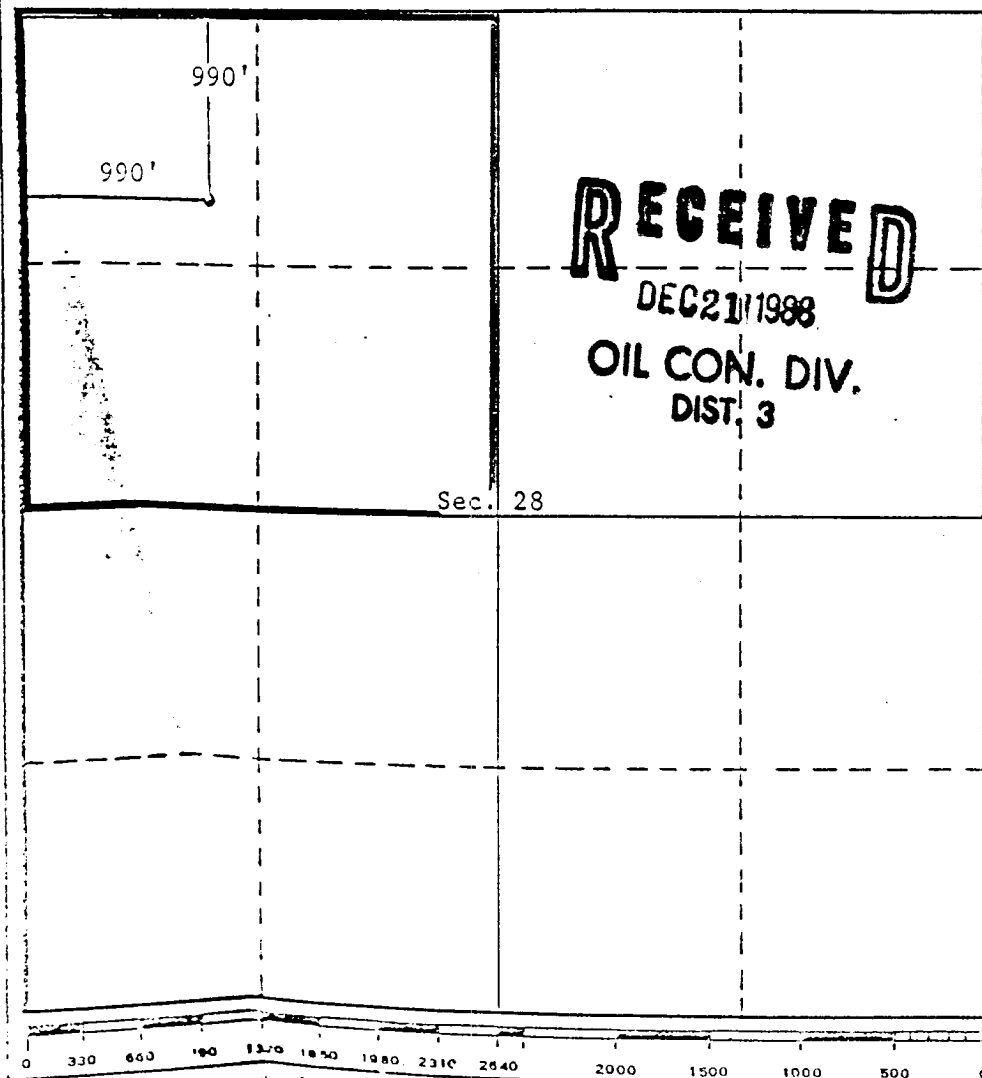 990'
990'
RECEIVED
DEC 21 1988
OIL CON. DIV.
DIST. 3
Sec. 28
0 330 660 1980 2310 2640 2000 1500 1000 500 0